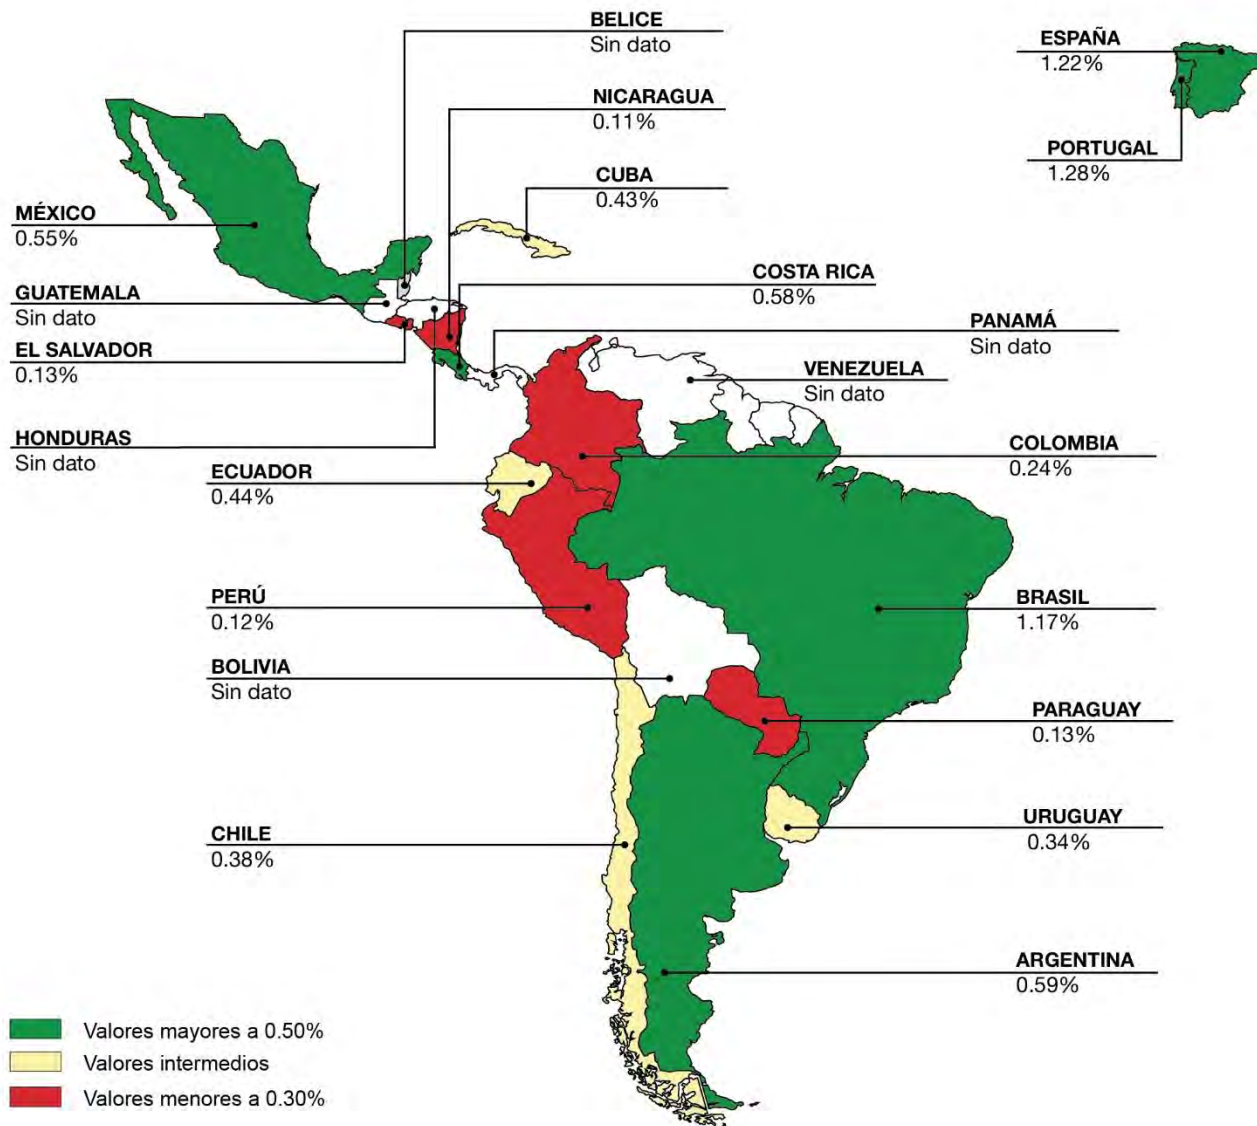 BELICE
Sin dato
ESPAÑA
1.22%
NICARAGUA
0.11%
PORTUGAL
1.28%
CUBA
0.43%
MÉXICO
0.55%
COSTA RICA
0.58%
GUATEMALA
Sin dato
PANAMÁ
Sin dato
EL SALVADOR
0.13%
VENEZUELA
Sin dato
HONDURAS
Sin dato
COLOMBIA
0.24%
ECUADOR
0.44%
PERÚ
0.12%
BRASIL
1.17%
BOLIVIA
Sin dato
PARAGUAY
0.13%
CHILE
0.38%
URUGUAY
0.34%
ARGENTINA
0.59%
Valores mayores a 0.50%
Valores intermedios
Valores menores a 0.30%